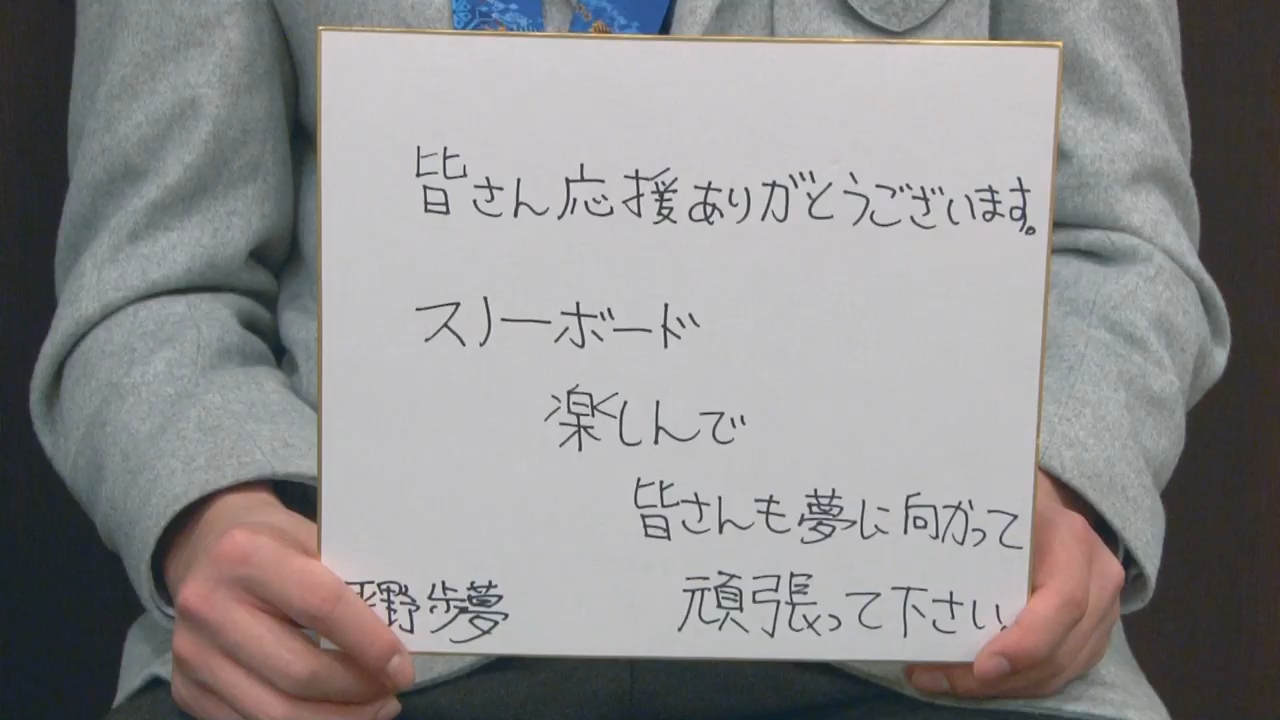 皆さん応援ありがとうございます。
スノーボード
楽しんで
皆さんも夢に向かって
頑張って下さい
平野歩夢